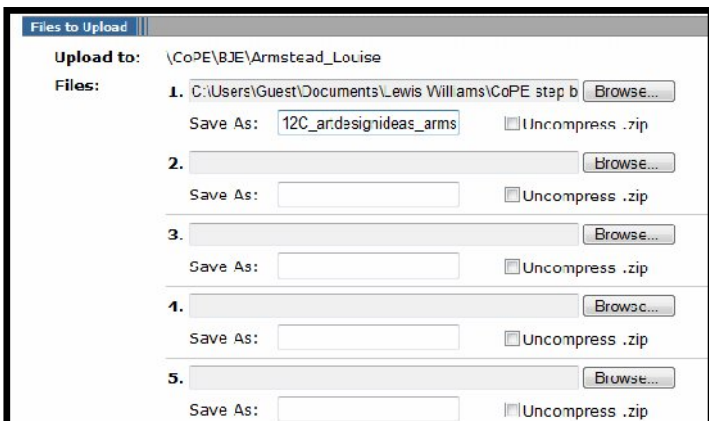 Files to Upload
Upload to: \CoPE\BJE\Armstead_Louise
Files: 1. C:\Users\Guest\Documents\Lewis Williams\CoPE step b Browse...
Save As: 12C_artdesignideas_arms Uncompress .zip
2. Browse...
Save As: Uncompress .zip
3. Browse...
Save As: Uncompress .zip
4. Browse...
Save As: Uncompress .zip
5. Browse...
Save As: Uncompress .zip